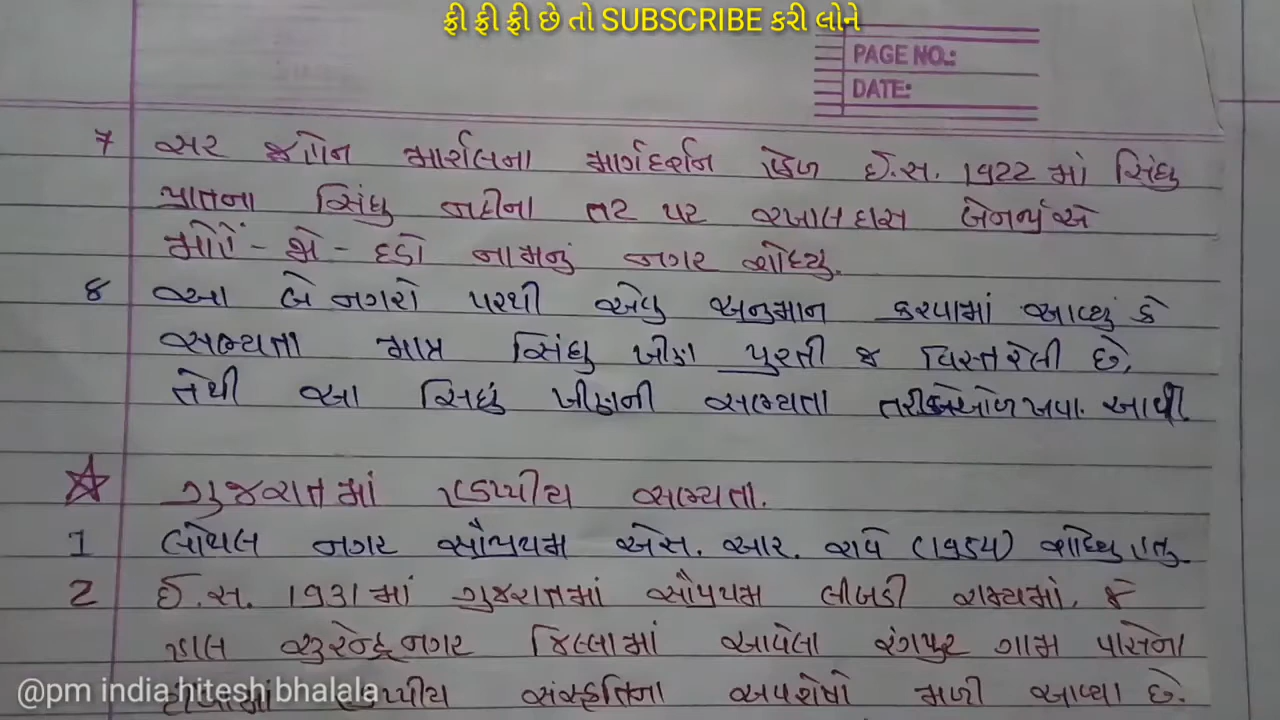 ફ્રી ફ્રી ફ્રી છે તો SUBSCRIBE કરી લોને
PAGE NO.:
DATE:
7 સર જ્હોન માર્શલના માર્ગદર્શન હેઠળ ઈ.સ. 1922 માં સિંધુ
પ્રાતના સિંધુ નદીના તટ પર રખાલદાસ બેનર્જીએ
મોહેં - જો - દડો નામનું નગર શોધ્યુ.
8 આ બે નગરો પરથી એવુ અનુમાન કરવામાં આવ્યું કે
સભ્યતા માત્ર સિંધુ ખીણ પુરતી જ વિસ્તરેલી છે,
તેથી આ સિધું ખીણની સભ્યતા તરીકે ઓળખવા આવી
☆ ગુજરાતમાં હડપ્પીય સભ્યતા.
1 લોથલ નગર સૌપ્રથમ એસ. આર. રાવે (1954) શોધ્યુ હતુ.
2 ઈ.સ. 1931 માં ગુજરાતમાં સૌપ્રથમ લીબડી રાજ્યમાં, જે
હાલ સુરેન્દ્રનગર જિલ્લામાં આવેલા રંગપુર ગામ પાસેના
હડપ્પીય સંસ્કૃતિના અવશેષો મળી આવ્યા છે.
@pm india hitesh bhalala